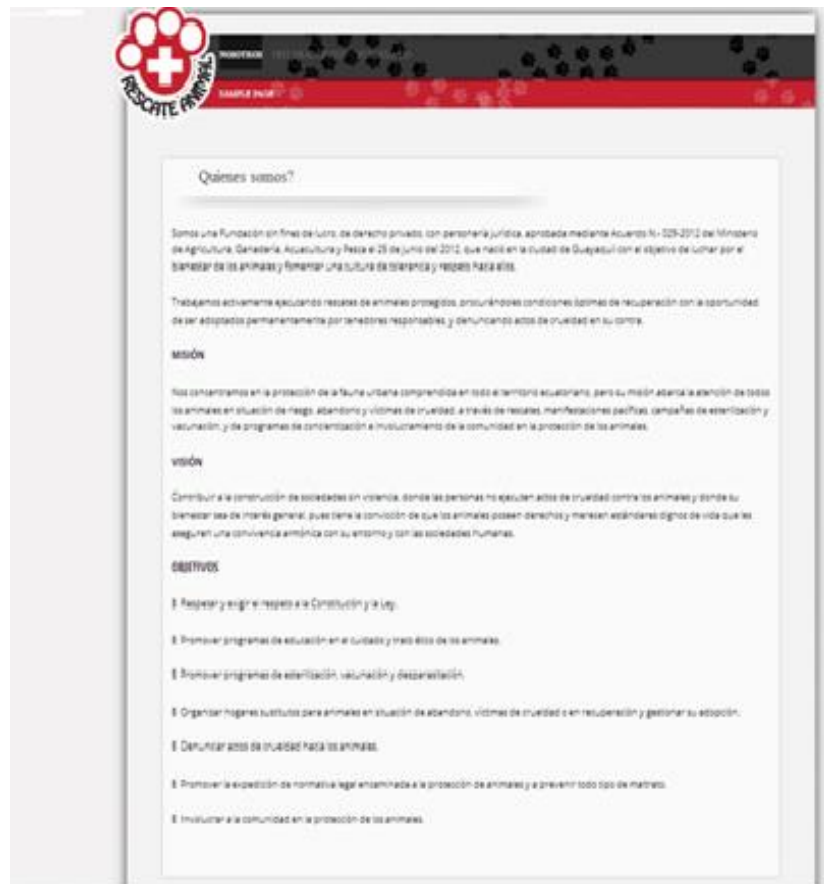 RESCATE ANIMAL
NOSOTROS
SAMPLE PAGE
Quienes somos?
Somos una Fundación sin fines de lucro, de derecho privado, con personería jurídica, aprobada mediante Acuerdo N.- 029-2012 del Ministerio
de Agricultura, Ganadería, Acuacultura y Pesca el 25 de junio del 2012, que nació en la ciudad de Guayaquil con el objetivo de luchar por el
bienestar de los animales y fomentar una cultura de tolerancia y respeto hacia ellos.
Trabajamos activamente ejecutando rescates de animales protegidos, procurándoles condiciones óptimas de recuperación con la oportunidad
de ser adoptados permanentemente por tenedores responsables, y denunciando actos de crueldad en su contra.
MISIÓN
Nos concentramos en la protección de la fauna urbana comprendida en todo el territorio ecuatoriano, pero su misión abarca la atención de todos
los animales en situación de riesgo, abandono y víctimas de crueldad, a través de rescates, manifestaciones pacíficas, campañas de esterilización y
vacunación, y de programas de concientización e involucramiento de la comunidad en la protección de los animales.
VISIÓN
Contribuir a la construcción de sociedades sin violencia, donde las personas no ejecuten actos de crueldad contra los animales y donde su
bienestar sea de interés general, pues tiene la convicción de que los animales poseen derechos y merecen estándares dignos de vida que les
aseguren una convivencia armónica con su entorno y con las sociedades humanas.
OBJETIVOS
Respetar y exigir el respeto a la Constitución y la Ley.
Promover programas de educación en el cuidado y trato ético de los animales.
Promover programas de esterilización, vacunación y desparasitación.
Organizar hogares sustitutos para animales en situación de abandono, víctimas de crueldad o en recuperación y gestionar su adopción.
Denunciar actos de crueldad hacia los animales.
Promover la expedición de normativa legal encaminada a la protección de animales y a prevenir todo tipo de maltrato.
Involucrar a la comunidad en la protección de los animales.